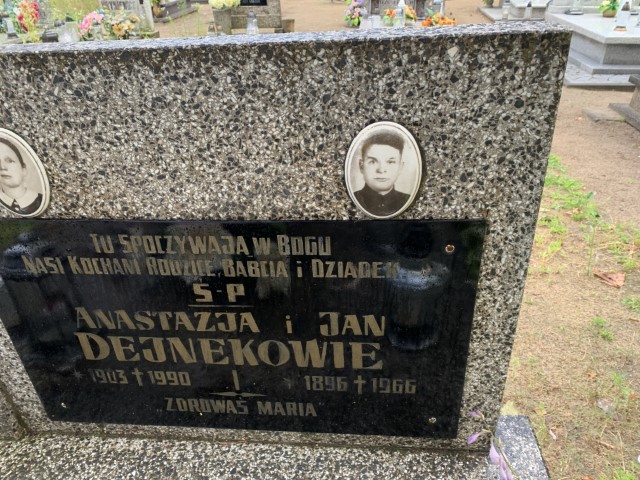 TU SPOCZYWAJĄ W BOGU
NASI KOCHANI RODZICE, BABCIA i DZIADEK
Ś-P
ANASTAZJA i JAN
DEJNEKOWIE
* 1903 † 1990 1896 † 1966
"ZDROWAŚ MARIA"